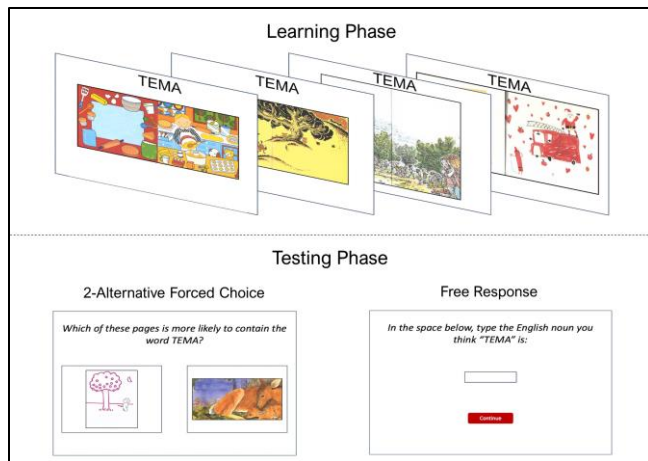 Learning Phase
TEMA
TEMA
TEMA
TEMA
Testing Phase
2-Alternative Forced Choice
Free Response
Which of these pages is more likely to contain the
word TEMA?
In the space below, type the English noun you
think “TEMA” is:
Continue